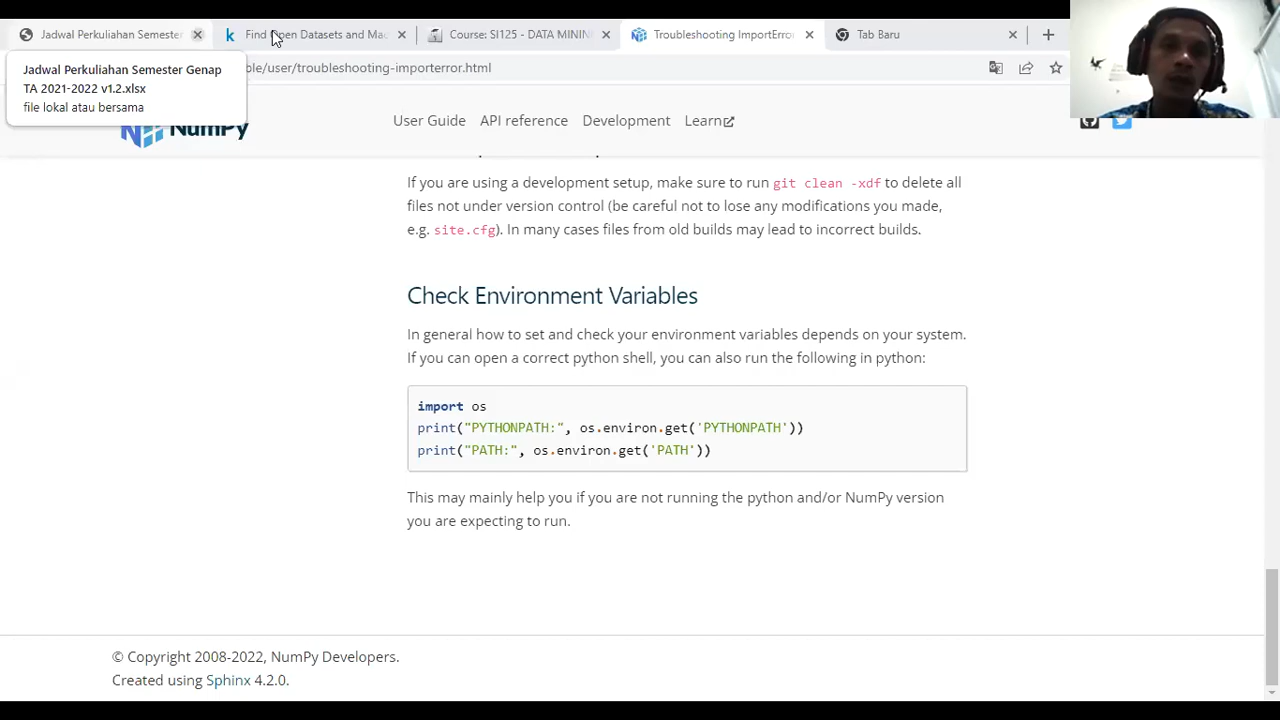 Jadwal Perkuliahan Semester
Find Open Datasets and Mac
Course: SI125 - DATA MININ
Troubleshooting ImportError
Tab Baru
Jadwal Perkuliahan Semester Genap
TA 2021-2022 v1.2.xlsx
file lokal atau bersama
ble/user/troubleshooting-importerror.html
NumPy
User Guide
API reference
Development
Learn
If you are using a development setup, make sure to run git clean -xdf to delete all
files not under version control (be careful not to lose any modifications you made,
e.g. site.cfg). In many cases files from old builds may lead to incorrect builds.
Check Environment Variables
In general how to set and check your environment variables depends on your system.
If you can open a correct python shell, you can also run the following in python:
import os
print("PYTHONPATH:", os.environ.get('PYTHONPATH'))
print("PATH:", os.environ.get('PATH'))
This may mainly help you if you are not running the python and/or NumPy version
you are expecting to run.
© Copyright 2008-2022, NumPy Developers.
Created using Sphinx 4.2.0.